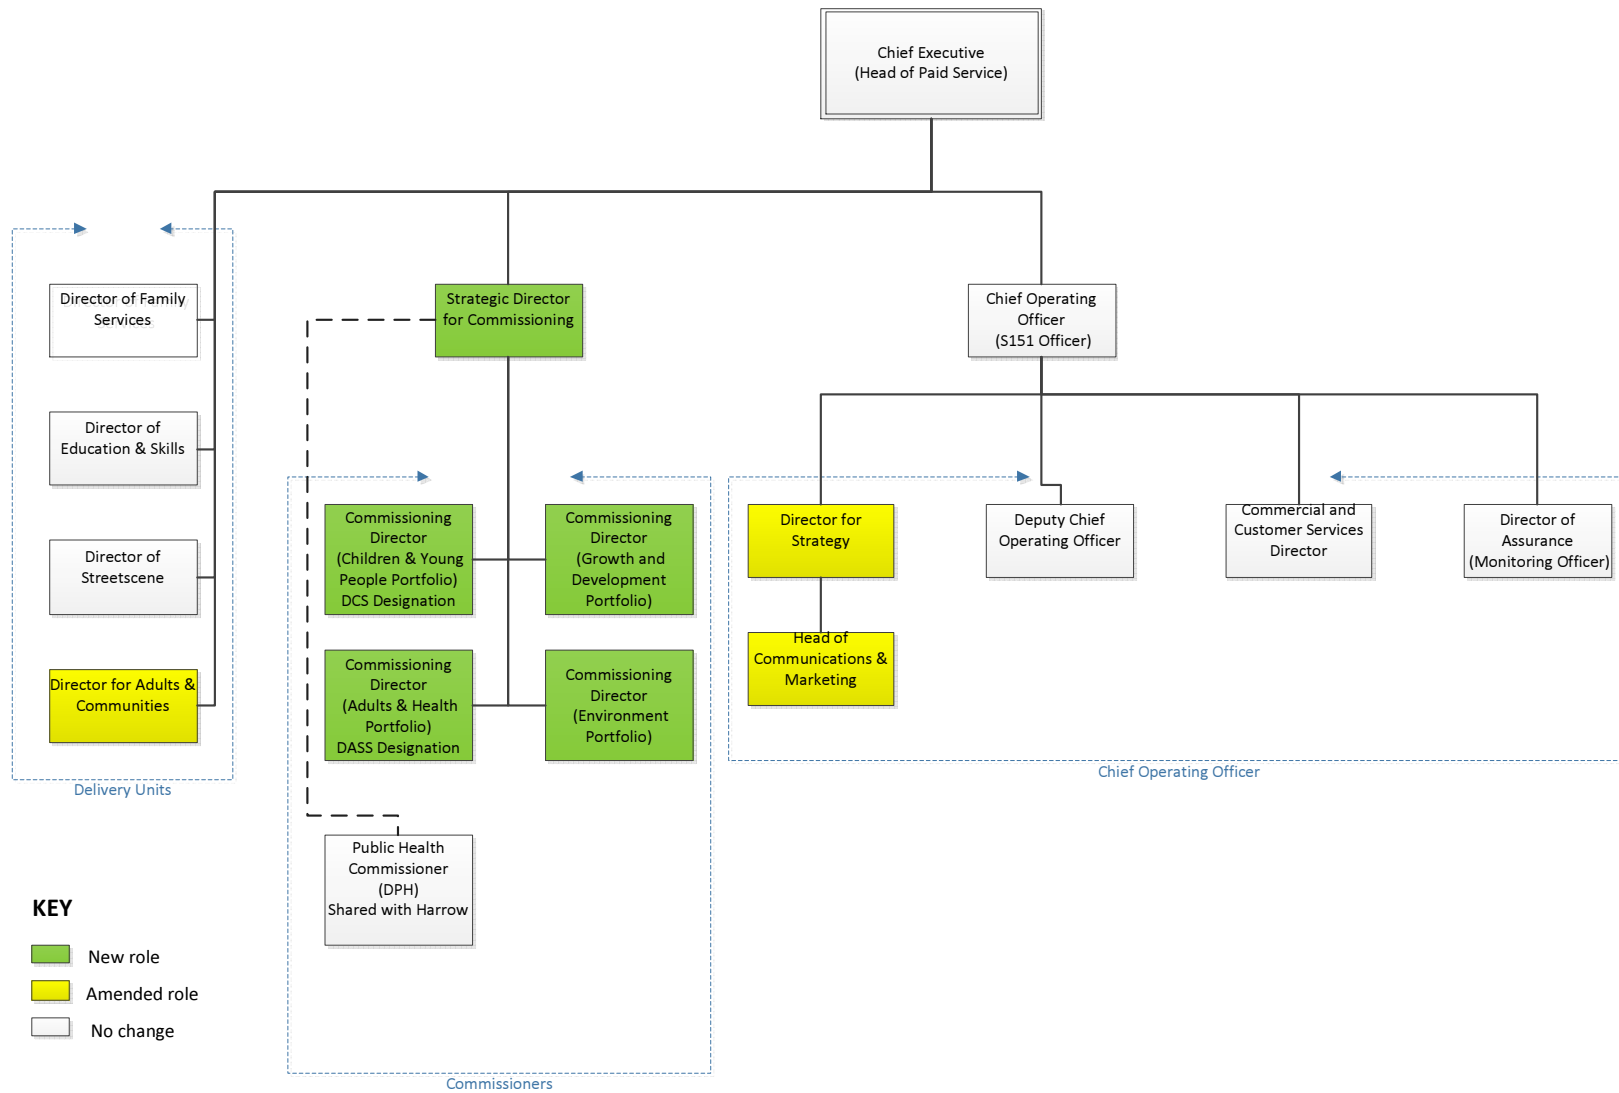 Chief Executive
(Head of Paid Service)
Director of Family
Services
Strategic Director
for Commissioning
Chief Operating
Officer
(S151 Officer)
Director of
Education & Skills
Director of
Streetscene
Director for Adults &
Communities
Delivery Units
Commissioning
Director
(Children & Young
People Portfolio)
DCS Designation
Commissioning
Director
(Growth and
Development
Portfolio)
Commissioning
Director
(Adults & Health
Portfolio)
DASS Designation
Commissioning
Director
(Environment
Portfolio)
Public Health
Commissioner
(DPH)
Shared with Harrow
Commissioners
Director for
Strategy
Deputy Chief
Operating Officer
Commercial and
Customer Services
Director
Director of
Assurance
(Monitoring Officer)
Head of
Communications &
Marketing
Chief Operating Officer
KEY
New role
Amended role
No change